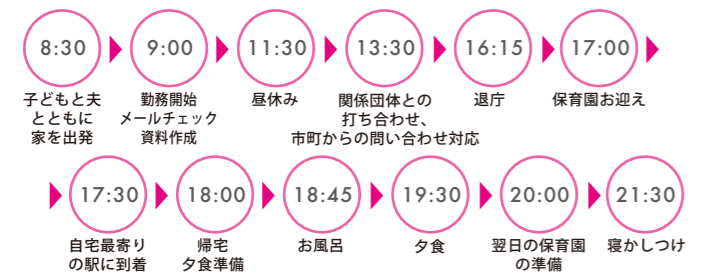 8:30
9:00
11:30
13:30
16:15
17:00
子どもと夫
とともに
家を出発
勤務開始
メールチェック
資料作成
昼休み
関係団体との
打ち合わせ、
市町からの問い合わせ対応
退庁
保育園お迎え
17:30
18:00
18:45
19:30
20:00
21:30
自宅最寄り
の駅に到着
帰宅
夕食準備
お風呂
夕食
翌日の保育園
の準備
寝かしつけ